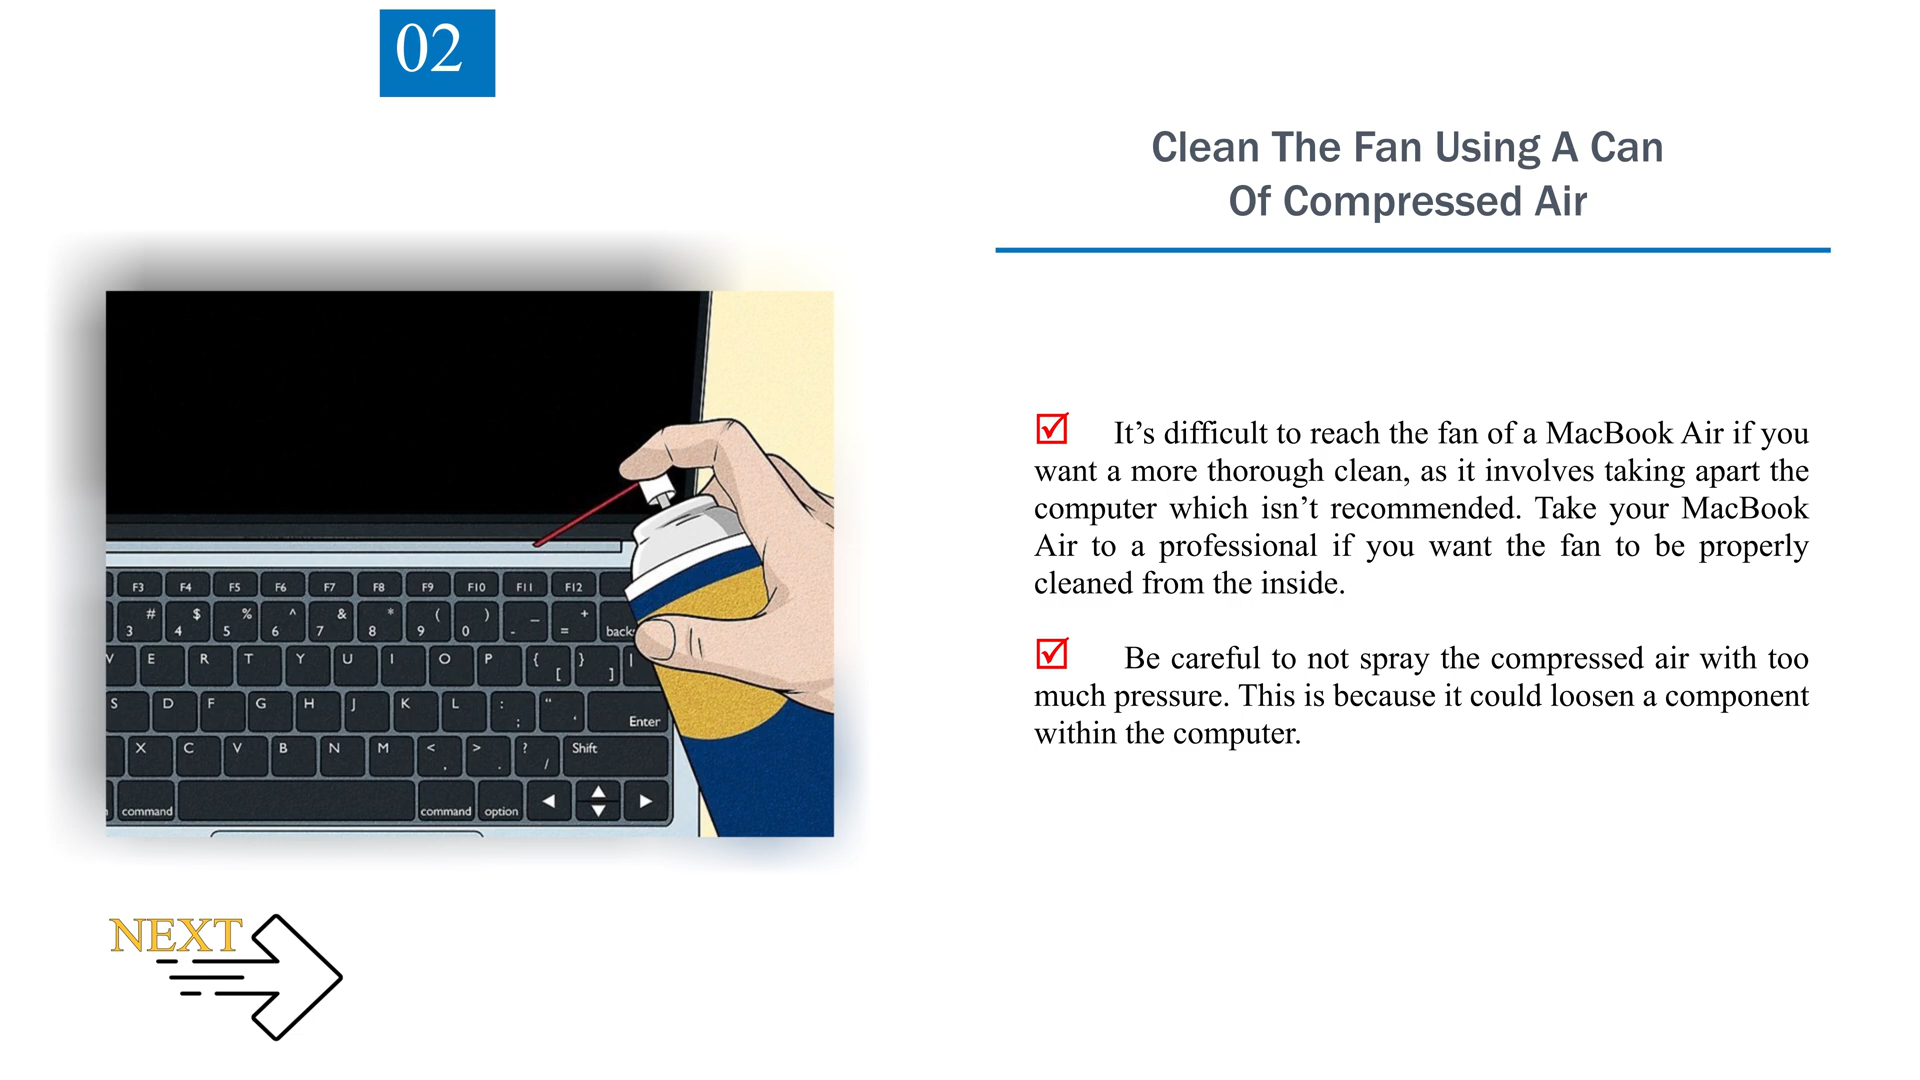 02
Clean The Fan Using A Can
Of Compressed Air
It’s difficult to reach the fan of a MacBook Air if you
want a more thorough clean, as it involves taking apart the
computer which isn’t recommended. Take your MacBook
Air to a professional if you want the fan to be properly
cleaned from the inside.
Be careful to not spray the compressed air with too
much pressure. This is because it could loosen a component
within the computer.
F3 F4 F5 F6 F7 F8 F9 F10 F11 F12
# $ % ^ & * ( ) _ +
3 4 5 6 7 8 9 0 - = back
E R T Y U I O P { } |
[ ]
S D F G H J K L : “
; ‘ Enter
X C V B N M < > ? Shift
, . /
command command option
NEXT